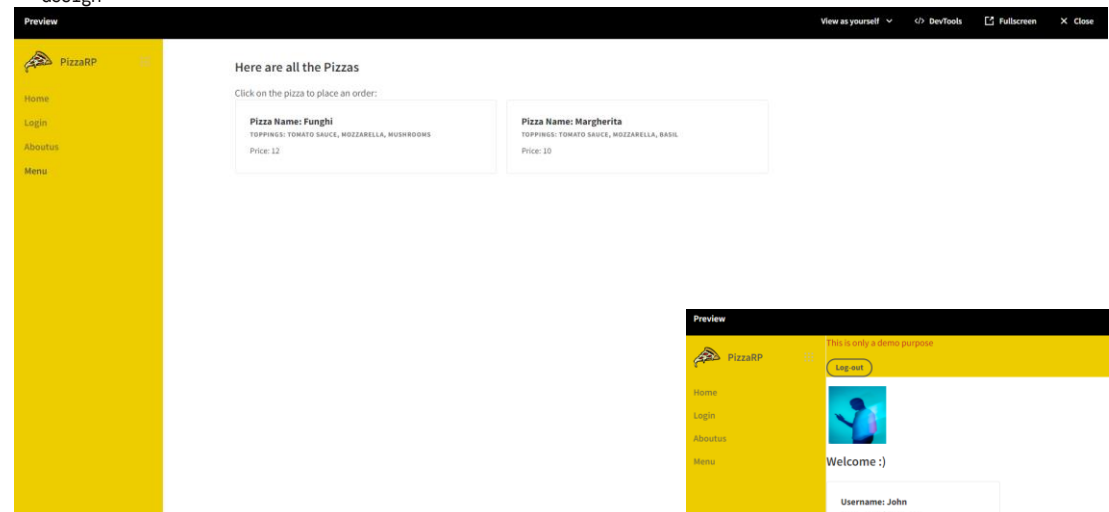 design
Preview
View as yourself
</> DevTools
Fullscreen
X Close
PizzaRP
Home
Login
Aboutus
Menu
Here are all the Pizzas
Click on the pizza to place an order:
Pizza Name: Funghi
TOPPINGS: TOMATO SAUCE, MOZZARELLA, MUSHROOMS
Price: 12
Pizza Name: Margherita
TOPPINGS: TOMATO SAUCE, MOZZARELLA, BASIL
Price: 10
Preview
PizzaRP
Home
Login
Aboutus
Menu
This is only a demo purpose
Log-out
Welcome :)
Username: John